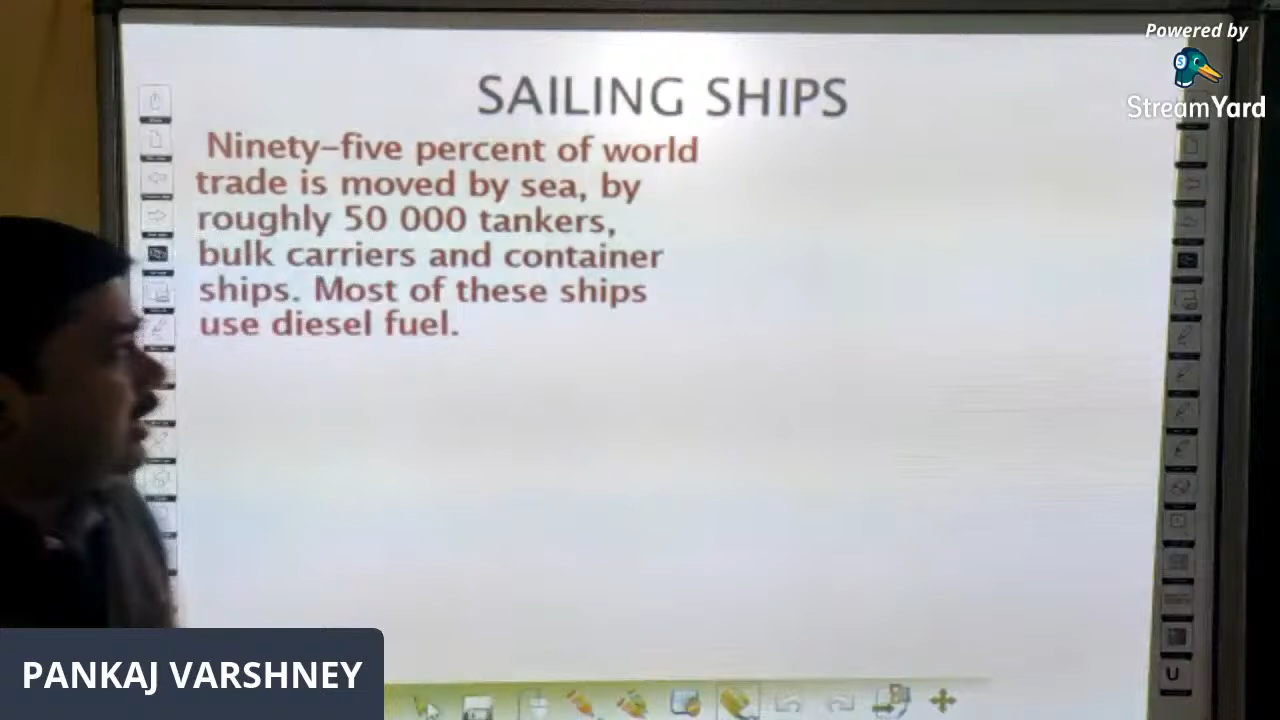 Powered by
StreamYard
SAILING SHIPS
Ninety-five percent of world
trade is moved by sea, by
roughly 50 000 tankers,
bulk carriers and container
ships. Most of these ships
use diesel fuel.
PANKAJ VARSHNEY